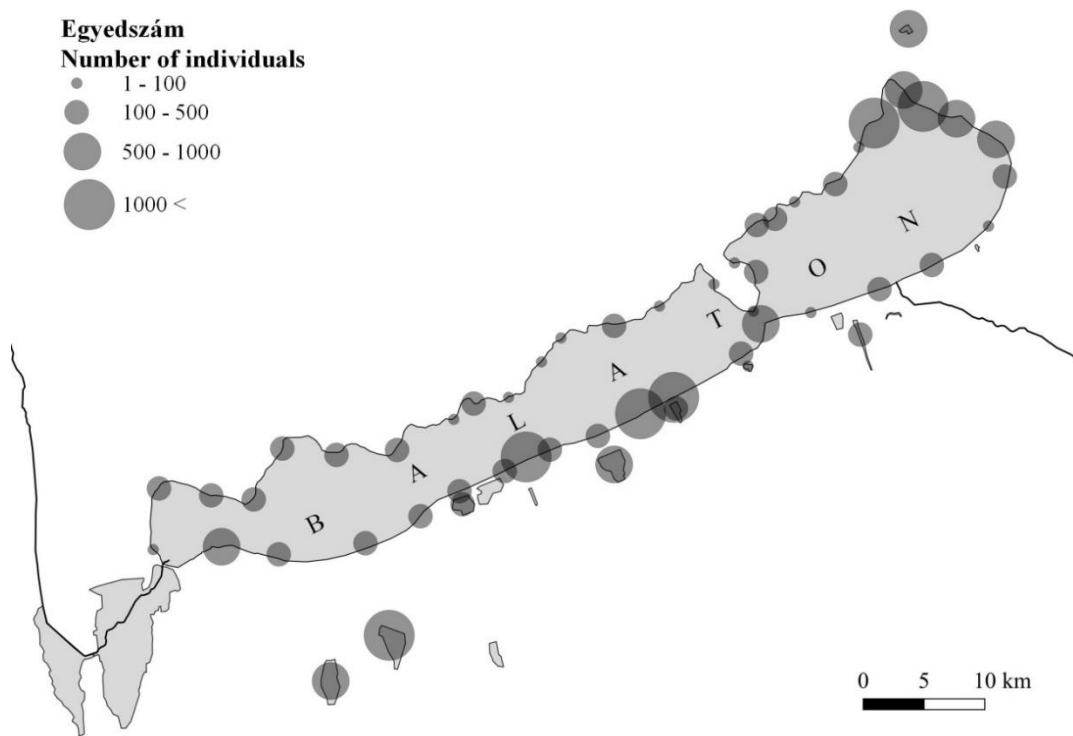 Egyedszám
Number of individuals
1 - 100
100 - 500
500 - 1000
1000 <
B A L A T O N
0 5 10 km